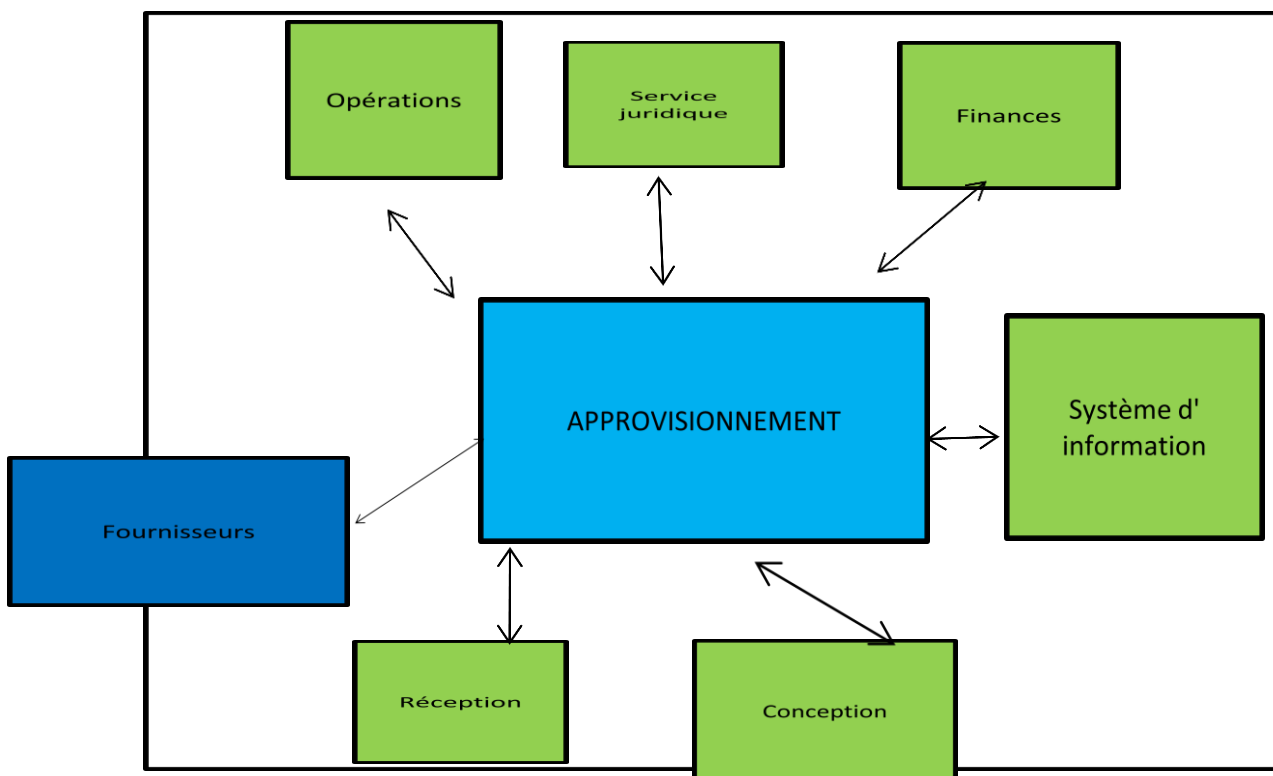 Opérations
Service
juridique
Finances
APPROVISIONNEMENT
Système d'
information
Fournisseurs
Réception
Conception